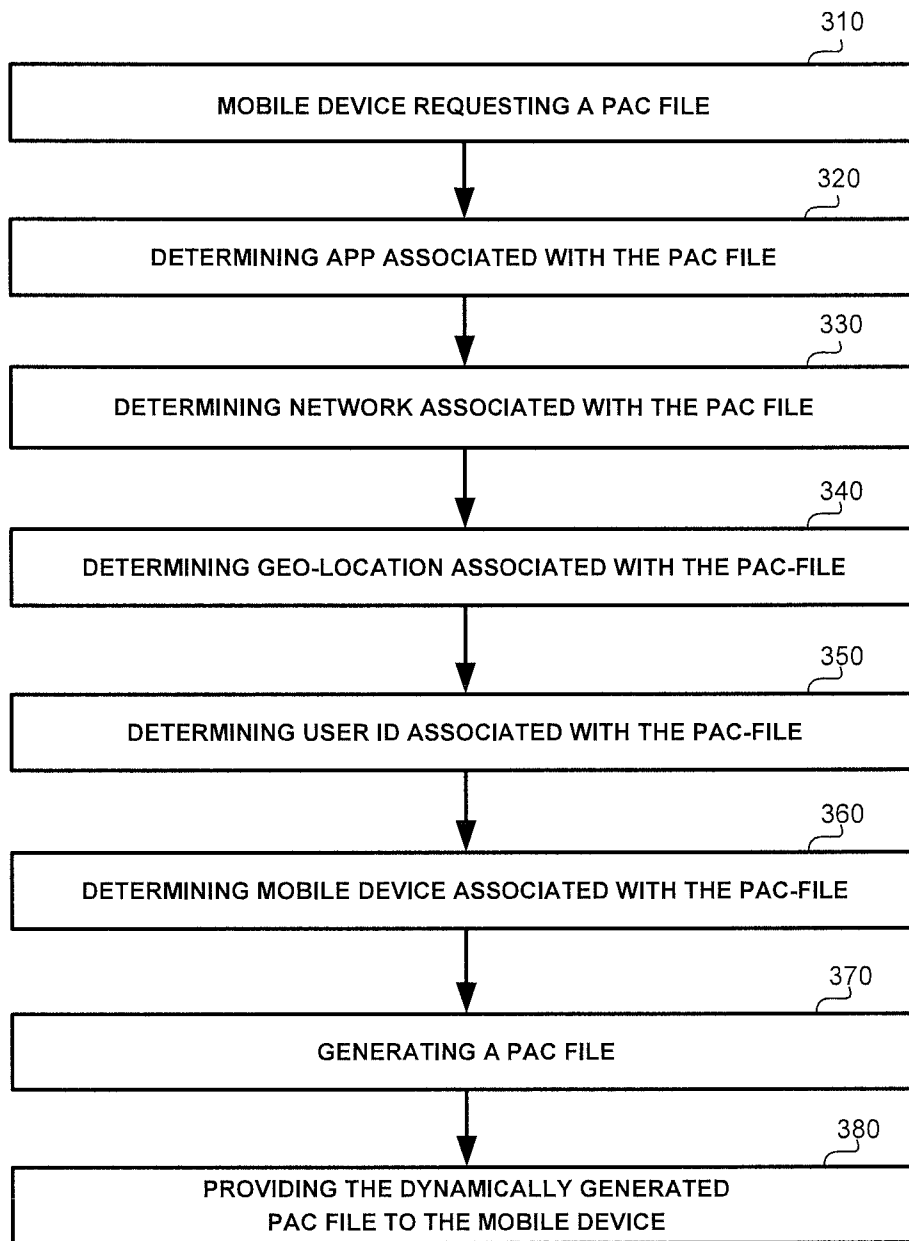 310
MOBILE DEVICE REQUESTING A PAC FILE
320
DETERMINING APP ASSOCIATED WITH THE PAC FILE
330
DETERMINING NETWORK ASSOCIATED WITH THE PAC FILE
340
DETERMINING GEO-LOCATION ASSOCIATED WITH THE PAC-FILE
350
DETERMINING USER ID ASSOCIATED WITH THE PAC-FILE
360
DETERMINING MOBILE DEVICE ASSOCIATED WITH THE PAC-FILE
370
GENERATING A PAC FILE
380
PROVIDING THE DYNAMICALLY GENERATED
PAC FILE TO THE MOBILE DEVICE